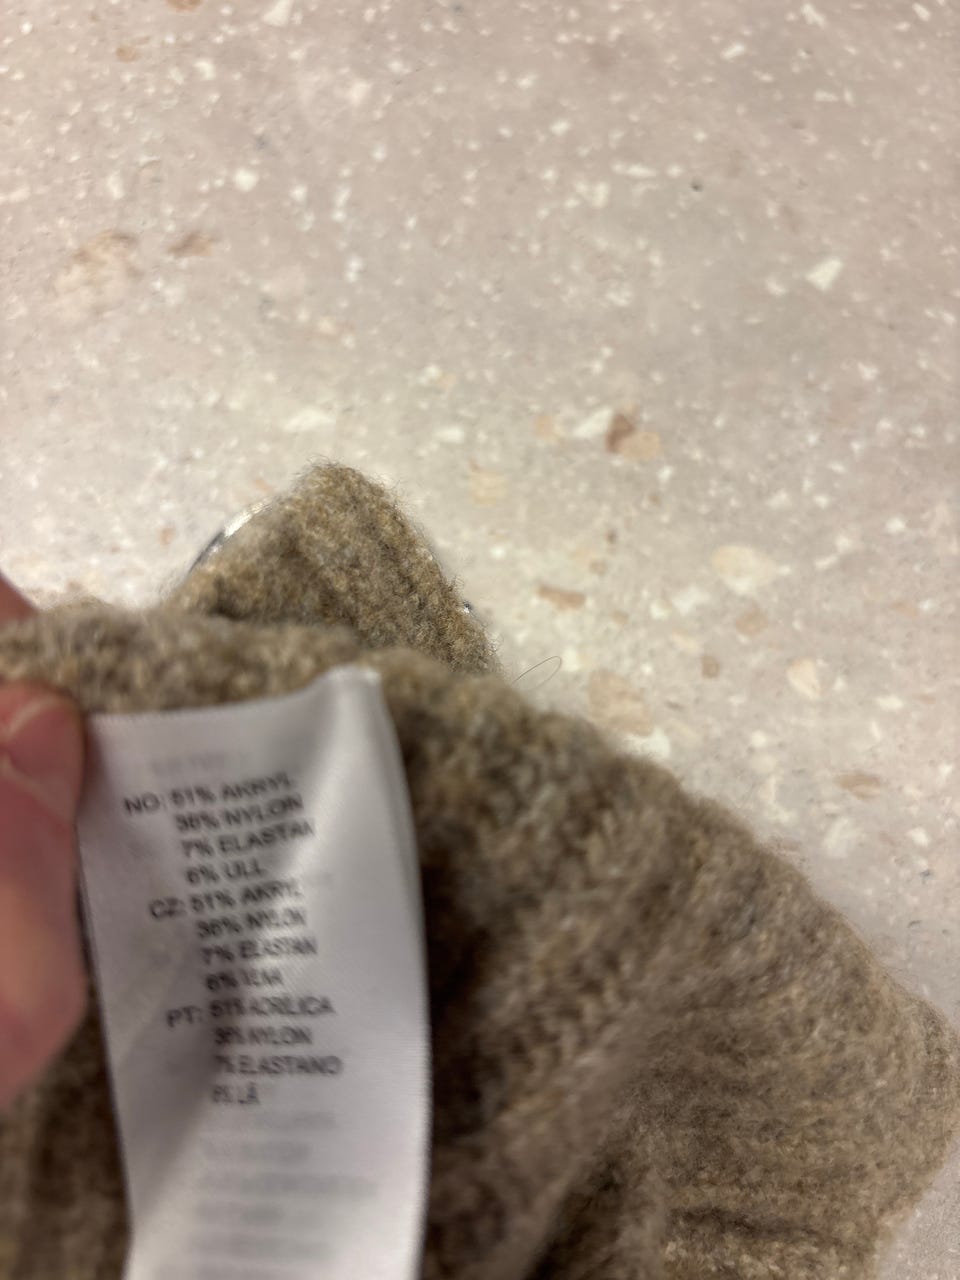 NO: 51% AKRYL
36% NYLON
7% ELASTAN
6% ULL
CZ: 51% AKRYL
36% NYLON
7% ELASTAN
6% VLNA
PT: 51% ACRÍLICA
36% NYLON
7% ELASTANO
6% LÃ